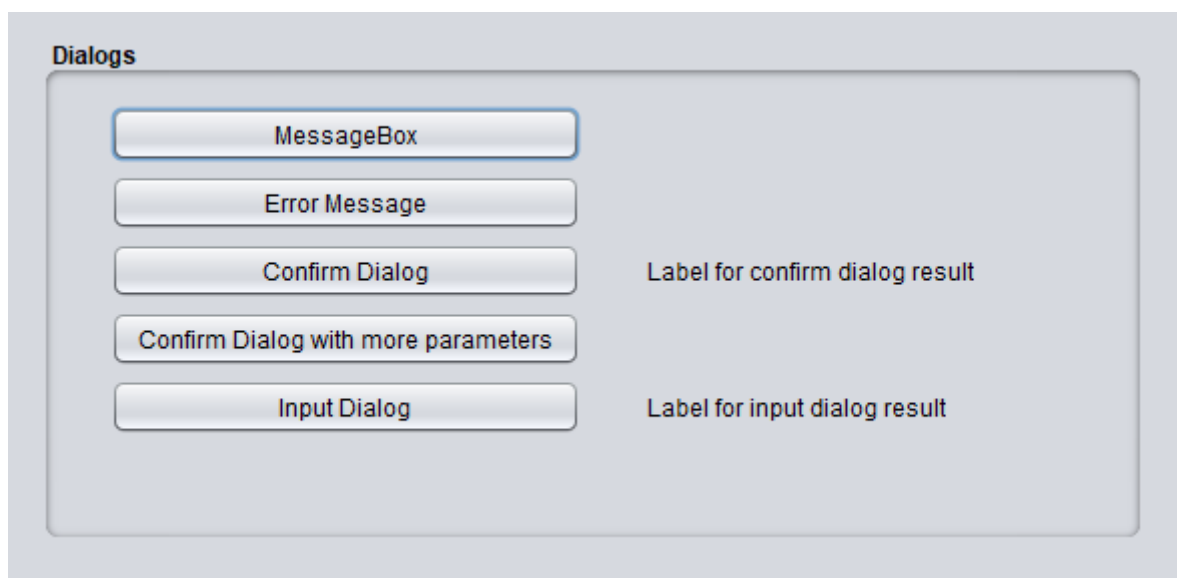 Dialogs
MessageBox
Error Message
Confirm Dialog
Label for confirm dialog result
Confirm Dialog with more parameters
Input Dialog
Label for input dialog result